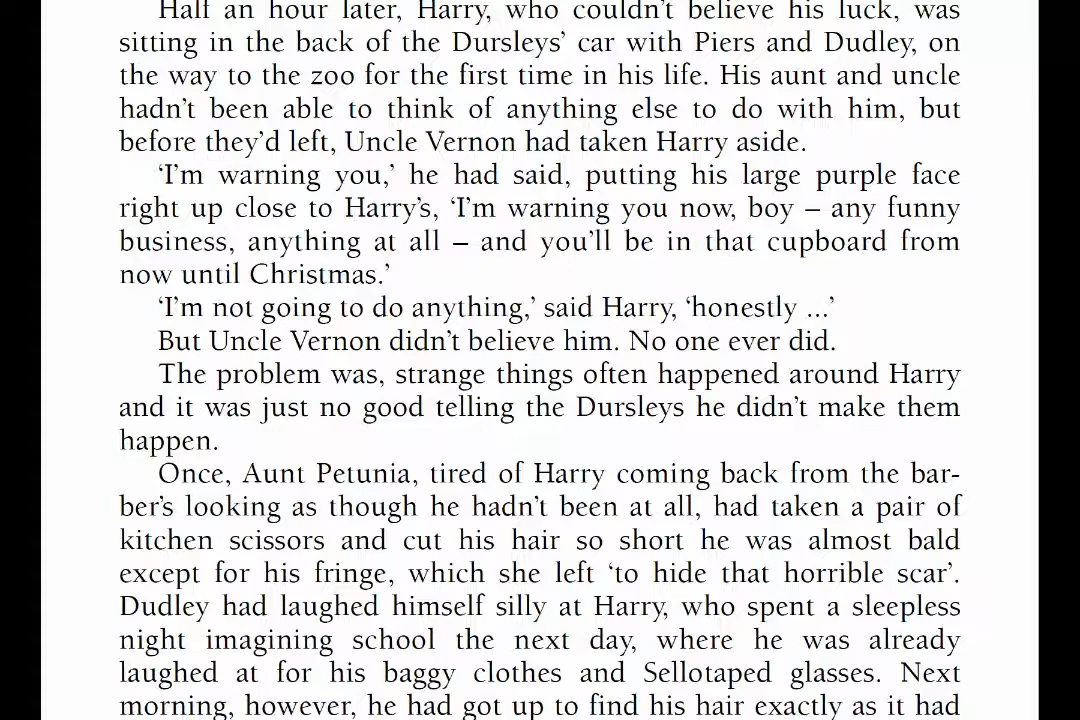 Half an hour later, Harry, who couldn’t believe his luck, was
sitting in the back of the Dursleys’ car with Piers and Dudley, on
the way to the zoo for the first time in his life. His aunt and uncle
hadn’t been able to think of anything else to do with him, but
before they’d left, Uncle Vernon had taken Harry aside.
‘I’m warning you,’ he had said, putting his large purple face
right up close to Harry’s, ‘I’m warning you now, boy – any funny
business, anything at all – and you’ll be in that cupboard from
now until Christmas.’
‘I’m not going to do anything,’ said Harry, ‘honestly ...’
But Uncle Vernon didn’t believe him. No one ever did.
The problem was, strange things often happened around Harry
and it was just no good telling the Dursleys he didn’t make them
happen.
Once, Aunt Petunia, tired of Harry coming back from the bar-
ber’s looking as though he hadn’t been at all, had taken a pair of
kitchen scissors and cut his hair so short he was almost bald
except for his fringe, which she left ‘to hide that horrible scar’.
Dudley had laughed himself silly at Harry, who spent a sleepless
night imagining school the next day, where he was already
laughed at for his baggy clothes and Sellotaped glasses. Next
morning, however, he had got up to find his hair exactly as it had